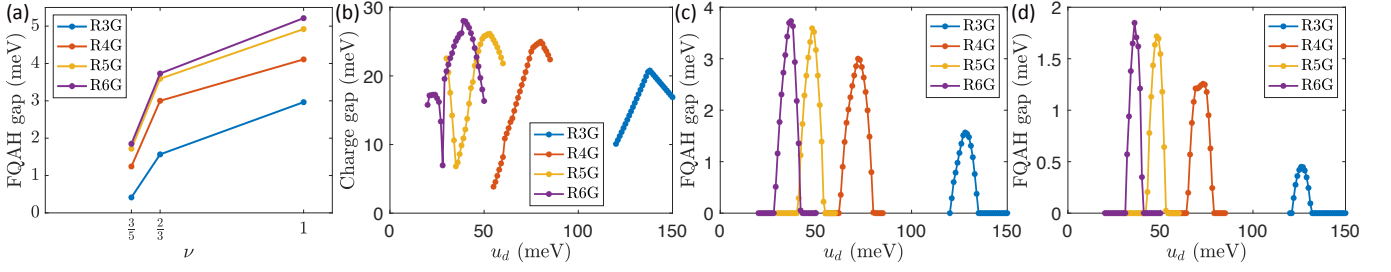 (a)
FQAH gap (meV)
5
4
3
2
1
0
R3G
R4G
R5G
R6G
3/5
2/3
1
ν
(b)
Charge gap (meV)
30
20
10
0
R3G
R4G
R5G
R6G
0 50 100 150
u_d (meV)
(c)
FQAH gap (meV)
4
3
2
1
0
R3G
R4G
R5G
R6G
0 50 100 150
u_d (meV)
(d)
FQAH gap (meV)
2
1.5
1
0.5
0
R3G
R4G
R5G
R6G
0 50 100 150
u_d (meV)